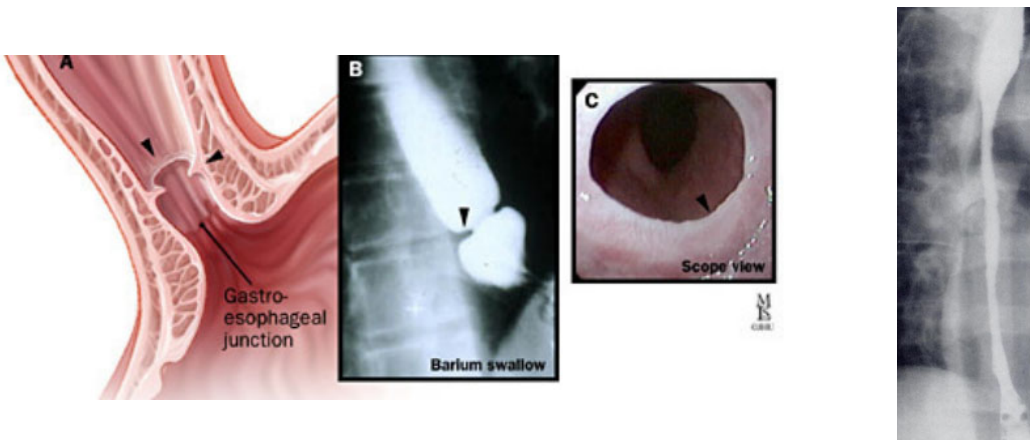 A
Gastro-
esophageal
junction
B
Barium swallow
C
Scope view